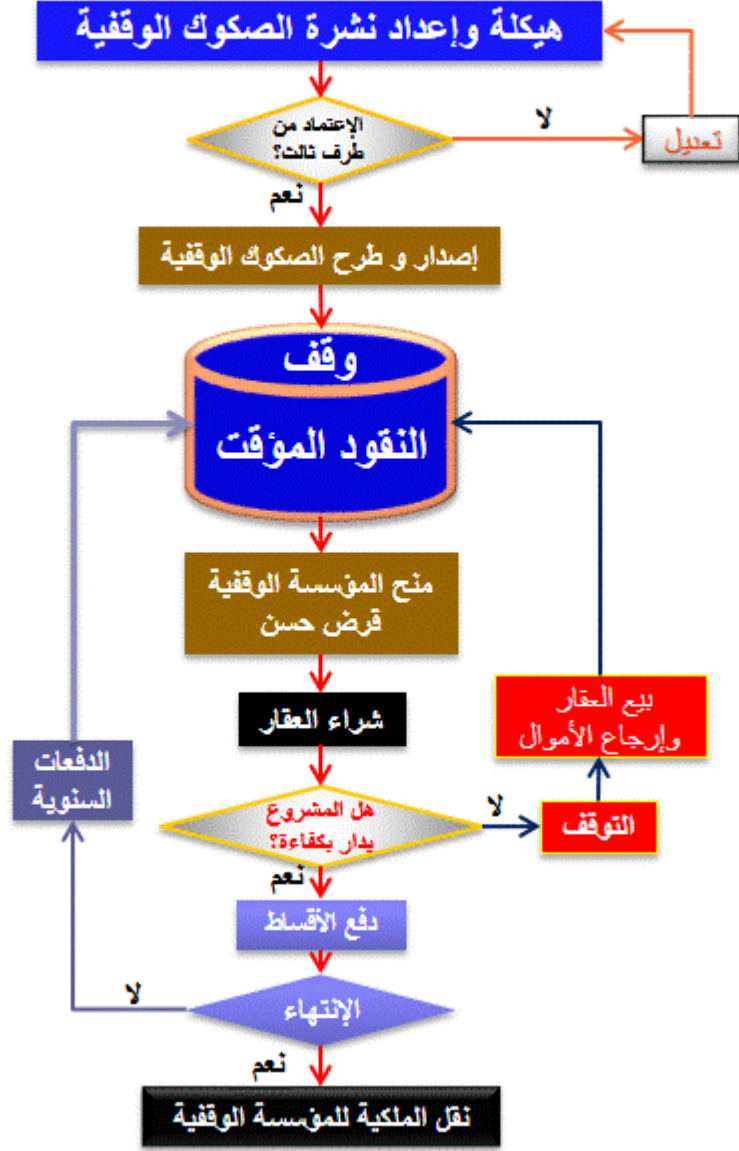 هيكلة وإعداد نشرة الصكوك الوقفية
الإعتماد من
طرف ثالث؟
لا
تعديل
نعم
إصدار و طرح الصكوك الوقفية
وقف
النقود المؤقت
منح المؤسسة الوقفية
قرض حسن
شراء العقار
بيع العقار
وإرجاع الأموال
الدفعات
السنوية
هل المشروع
يدار بكفاءة؟
لا
التوقف
نعم
دفع الأقساط
الإنتهاء
لا
نعم
نقل الملكية للمؤسسة الوقفية